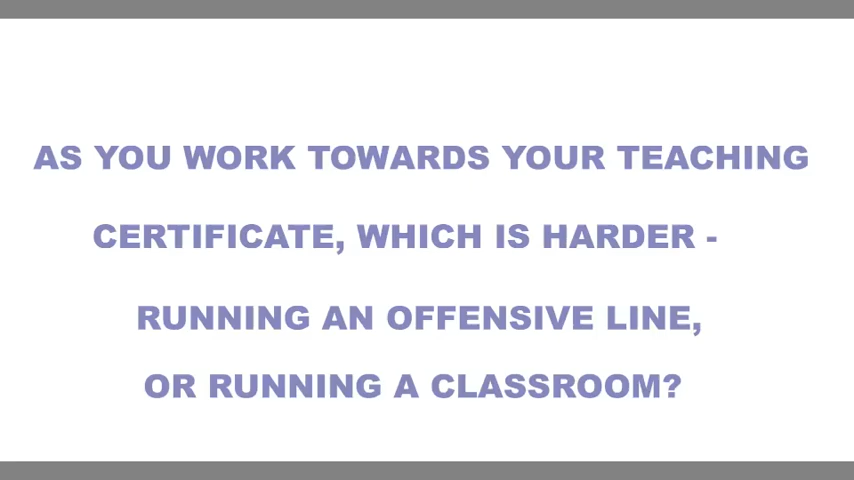 AS YOU WORK TOWARDS YOUR TEACHING
CERTIFICATE, WHICH IS HARDER -
RUNNING AN OFFENSIVE LINE,
OR RUNNING A CLASSROOM?